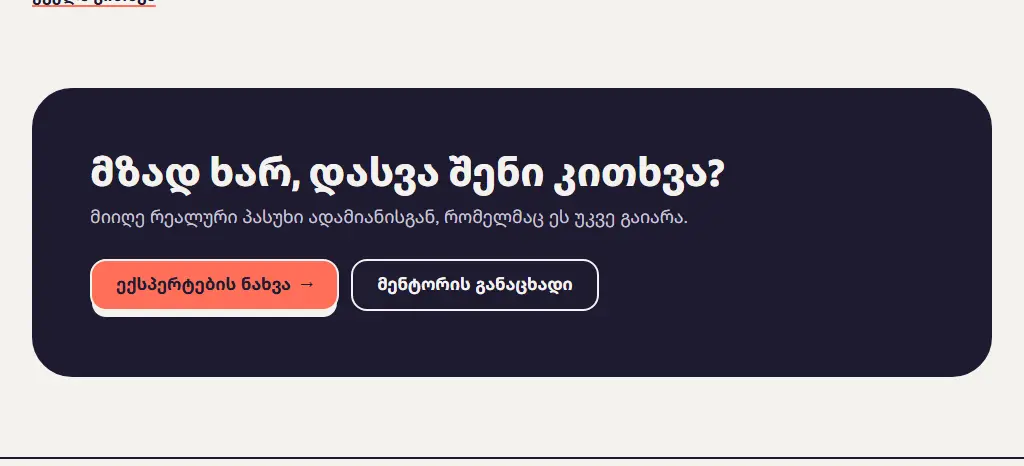 მზად ხარ, დასვა შენი კითხვა?
მიიღე რეალური პასუხი ადამიანისგან, რომელმაც ეს უკვე გაიარა.
ექსპერტების ნახვა →
მენტორის განაცხადი